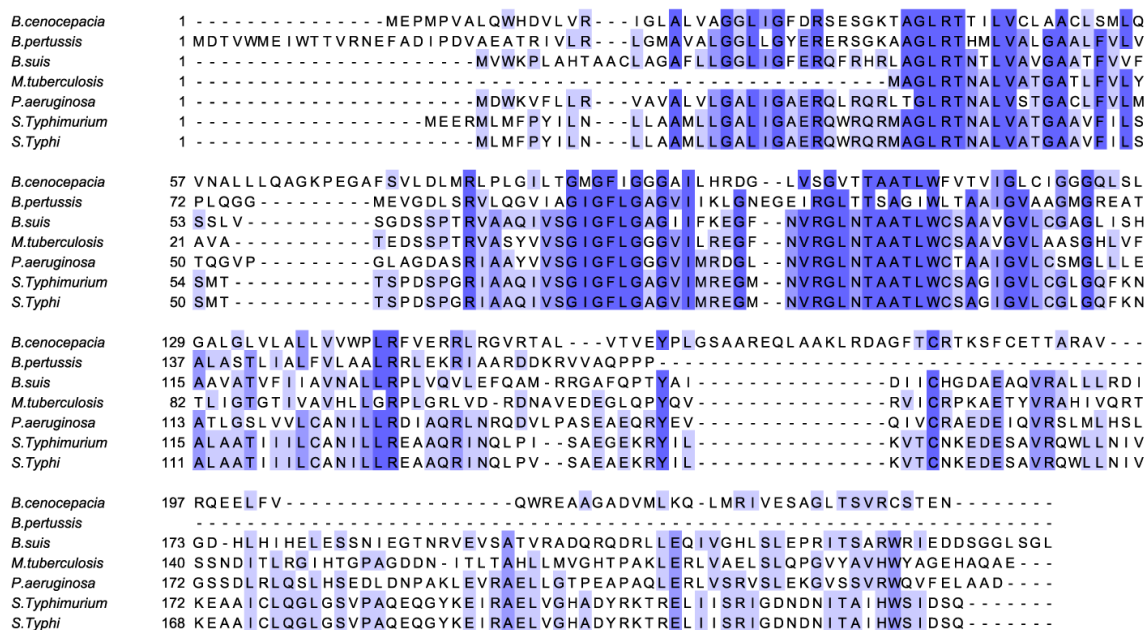 B.cenocepacia 1 ---------------MEPMPVALQWHDVLVR---IGLALVAGGLIGFDRSESGKTAGLRTTILVCLAACLSMLQ
B.pertussis 1 MDTVWMEIWTTVRNEFADIPDVAEATRIVLR---LGMAVALGGLLGYERERSGKAAGLRTHMLVALGAALFVLV
B.suis 1 ----------------------MVWKPLAHTAACLAGAFLLGGLIGFERQFRHRLAGLRTNTLVAVGAATFVVF
M.tuberculosis 1 ------------------------------------------------------MAGLRTNALVATGATLFVLY
P.aeruginosa 1 ----------------------MDWKVFLLR---VAVALVLGALIGAERQLRQRLTGLRTNALVSTGACLFVLM
S.Typhimurium 1 ------------------MEERMLMFPYILN---LLAAMLLGALIGAERQWRQRMAGLRTNALVATGAAVFILS
S.Typhi 1 ----------------------MLMFPYILN---LLAAMLLGALIGAERQWRQRMAGLRTNALVATGAAVFILS
B.cenocepacia 57 VNALLLQAGKPEGAFSVLDLMRLPLGILTGMGFIGGGAILHRDG--LVSGVTTAATLWFVTVIGLCIGGGQLSL
B.pertussis 72 PLQGG---------MEVGDLSRVLQGVIAGIGFLGAGVIIKLGNEGEIRGLTTSAGIWLTAAIGVAAGMGREAT
B.suis 53 SSLV----------SGDSSPTRVAAQIVSGIGFLGAGIIFKEGF--NVRGLNTAATLWCSAAVGVLCGAGLISH
M.tuberculosis 21 AVA-----------TEDSSPTRVASYVVSGIGFLGGGVILREGF--NVRGLNTAATLWCSAAVGVLAASGHLVF
P.aeruginosa 50 TQGVP---------GLAGDASRIAAYVVSGIGFLGGGVIMRDGL--NVRGLNTAATLWCTAAIGVLCSMGLLLE
S.Typhimurium 54 SMT-----------TSPDSPGRIAAQIVSGIGFLGAGVIMREGM--NVRGLNTAATLWCSAGIGVLCGLGQFKN
S.Typhi 50 SMT-----------TSPDSPGRIAAQIVSGIGFLGAGVIMREGM--NVRGLNTAATLWCSAGIGVLCGLGQFKN
B.cenocepacia 129 GALGLVLALLVVWPLRFVERRLRGVRTAL---VTVEYPLGSAAREQLAAKLRDAGFTCRTKSFCETTARAV---
B.pertussis 137 ALASTLIALFVLAALRRLEKRIAARDDKRVVAQPPP--------------------------------------
B.suis 115 AAVATVFIIAVNALLRPLVQVLEFQAM-RRGAFQPTYAI---------------DIICHGDAEAQVRALLLRDI
M.tuberculosis 82 TLIGTGTIVAVHLLGRPLGRLVD-RDNAVEDEGLQPYQV---------------RVICRPKAETYVRAHIVQRT
P.aeruginosa 113 ATLGSLVVLCANILLRDIAQRLNRQDVLPASEAEQRYEV---------------QIVCRAEDEIQVRSLMLHSL
S.Typhimurium 115 ALAATIIILCANILLREAAQRINQLPI--SAEGEKRYIL---------------KVTCNKEDESAVRQWLLNIV
S.Typhi 111 ALAATIIILCANILLREAAQRINQLPV--SAEAEKRYIL---------------KVTCNKEDESAVRQWLLNIV
B.cenocepacia 197 RQEELFV------------------QWREAAGADVMLKQ-LMRIVESAGLTSVRCSTEN--------
B.pertussis -------------------------------------------------------------------
B.suis 173 GD-HLHIHELESSNIEGTNRVEVSATVRADQRQDRLLEQIVGHLSLEPRITSARWRIEDDSGGLSGL
M.tuberculosis 140 SSNDITLRGIHTGPAGDDN-ITLTAHLLMVGHTPAKLERLVAELSLQPGVYAVHWYAGEHQAE----
P.aeruginosa 172 GSSDLRLQSLHSEDLDNPAKLEVRAELLGTPEAPAQLERLVSRVSLEKGVSSVRWQVFELAAD----
S.Typhimurium 172 KEAAICLQGLGSVPAQEQGYKEIRAELVGHADYRKTRELIISRIGDNDNITAIHWSIDSQ-------
S.Typhi 168 KEAAICLQGLGSVPAQEQGYKEIRAELVGHADYRKTRELIISRIGDNDNITAIHWSIDSQ-------